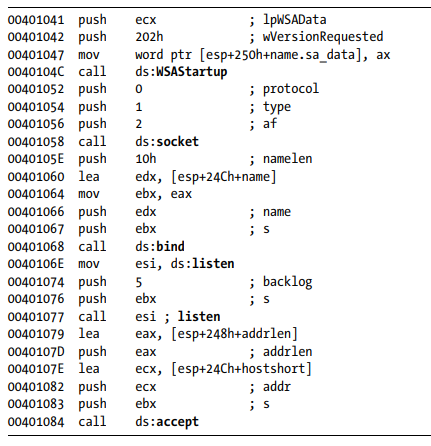 00401041 push ecx ; lpWSAData
00401042 push 202h ; wVersionRequested
00401047 mov word ptr [esp+250h+name.sa_data], ax
0040104C call ds:WSAStartup
00401052 push 0 ; protocol
00401054 push 1 ; type
00401056 push 2 ; af
00401058 call ds:socket
0040105E push 10h ; namelen
00401060 lea edx, [esp+24Ch+name]
00401064 mov ebx, eax
00401066 push edx ; name
00401067 push ebx ; s
00401068 call ds:bind
0040106E mov esi, ds:listen
00401074 push 5 ; backlog
00401076 push ebx ; s
00401077 call esi ; listen
00401079 lea eax, [esp+248h+addrlen]
0040107D push eax ; addrlen
0040107E lea ecx, [esp+24Ch+hostshort]
00401082 push ecx ; addr
00401083 push ebx ; s
00401084 call ds:accept